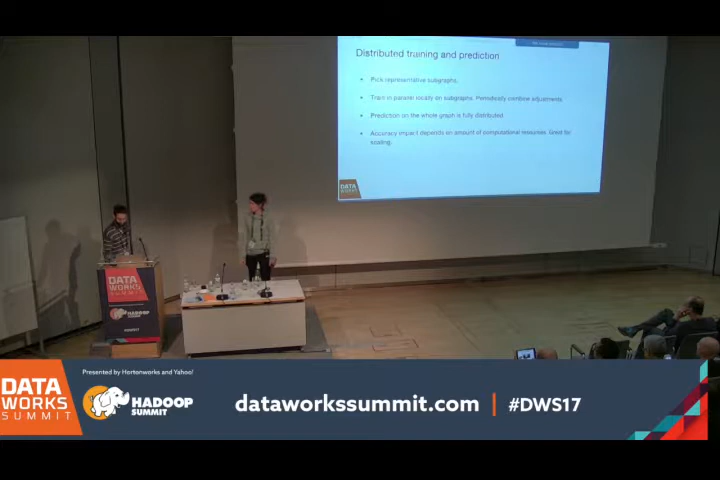 Distributed training and prediction
Pick representative subgraphs.
Train in parallel locally on subgraphs. Periodically combine adjustments.
Prediction on the whole graph is fully distributed.
Accuracy impact depends on amount of computational resources. Great for
scaling.
DATA
DATA
WORKS
SUMMIT
HADOOP
Presented by Hortonworks and Yahoo!
DATA
WORKS
SUMMIT
HADOOP
SUMMIT
dataworkssummit.com | #DWS17